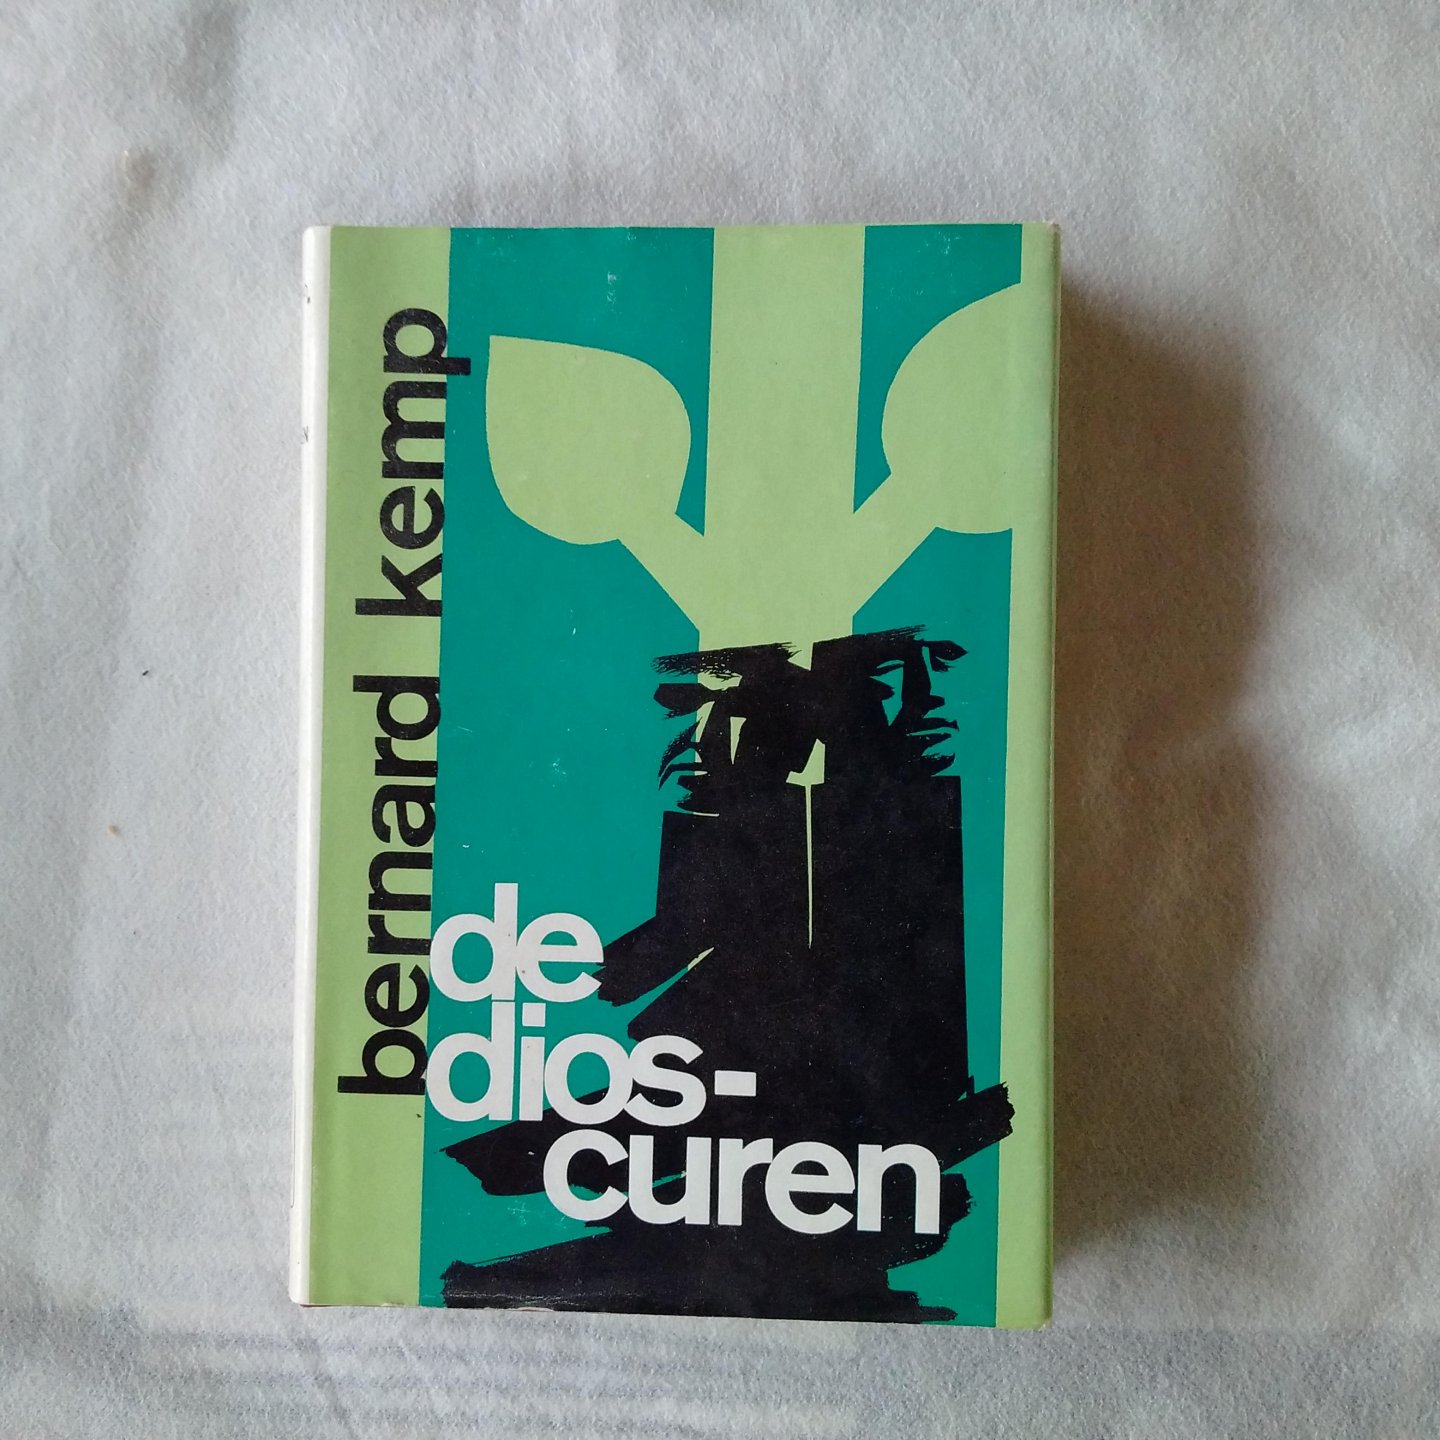 bernard kemp
de
dios-
curen